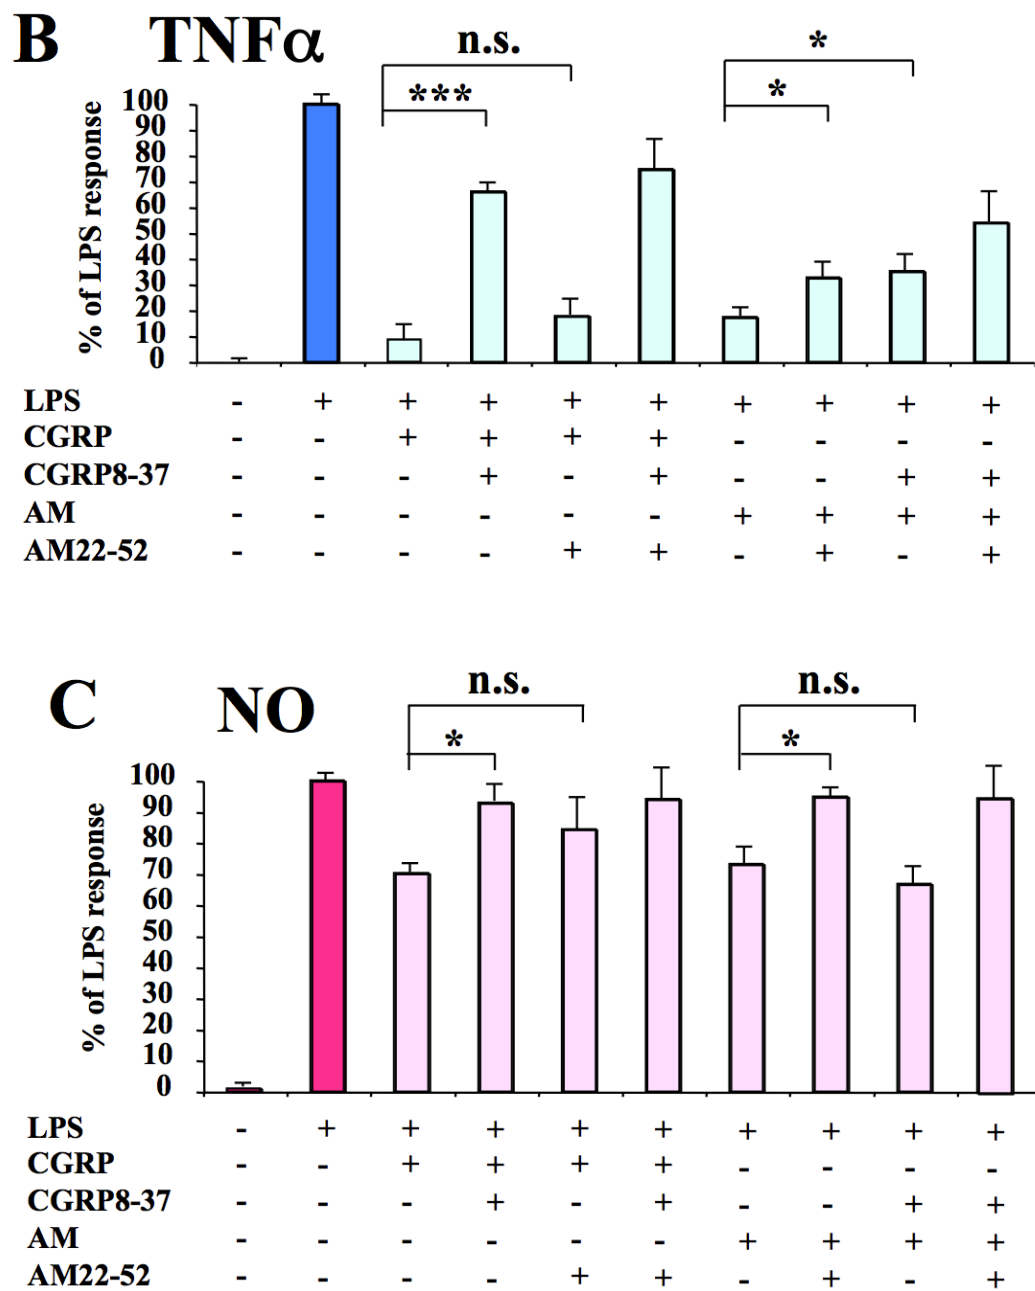 B TNFα
n.s.
*
***
*
% of LPS response
100
90
80
70
60
50
40
30
20
10
0
LPS - + + + + + + + + +
CGRP - - + + + + - - - -
CGRP8-37 - - - + - + - - + +
AM - - - - - - + + + +
AM22-52 - - - - + + - + - +
C NO
n.s.
n.s.
*
*
% of LPS response
100
90
80
70
60
50
40
30
20
10
0
LPS - + + + + + + + + +
CGRP - - + + + + - - - -
CGRP8-37 - - - + - + - - + +
AM - - - - - - + + + +
AM22-52 - - - - + + - + - +